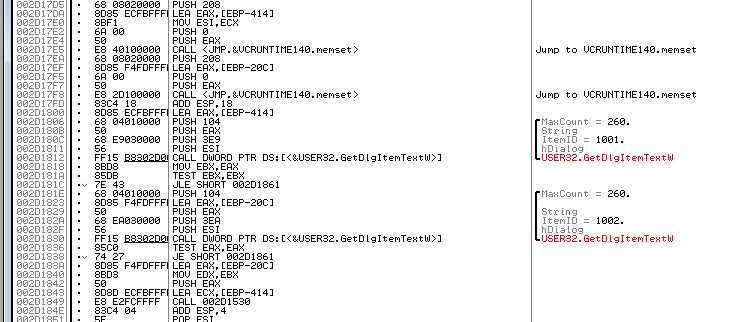 002D17D5 · 68 08020000 PUSH 208
002D17DA · 8D85 ECFBFFFF LEA EAX,[EBP-414]
002D17E0 · 8BF1 MOV ESI,ECX
002D17E2 · 6A 00 PUSH 0
002D17E4 · 50 PUSH EAX
002D17E5 · E8 40100000 CALL <JMP.&VCRUNTIME140.memset> Jump to VCRUNTIME140.memset
002D17EA · 68 08020000 PUSH 208
002D17EF · 8D85 F4FDFFFF LEA EAX,[EBP-20C]
002D17F5 · 6A 00 PUSH 0
002D17F7 · 50 PUSH EAX
002D17F8 · E8 2D100000 CALL <JMP.&VCRUNTIME140.memset> Jump to VCRUNTIME140.memset
002D17FD · 83C4 18 ADD ESP,18
002D1800 · 8D85 ECFBFFFF LEA EAX,[EBP-414]
002D1806 · 68 04010000 PUSH 104 MaxCount = 260.
002D180B · 50 PUSH EAX String
002D180C · 68 E9030000 PUSH 3E9 ItemID = 1001.
002D1811 · 56 PUSH ESI hDialog
002D1812 · FF15 B8302D00 CALL DWORD PTR DS:[<&USER32.GetDlgItemTextW>] USER32.GetDlgItemTextW
002D1818 · 8BD8 MOV EBX,EAX
002D181A · 85DB TEST EBX,EBX
002D181C · 7E 43 JLE SHORT 002D1861
002D181E · 68 04010000 PUSH 104 MaxCount = 260.
002D1823 · 8D85 F4FDFFFF LEA EAX,[EBP-20C]
002D1829 · 50 PUSH EAX String
002D182A · 68 EA030000 PUSH 3EA ItemID = 1002.
002D182F · 56 PUSH ESI hDialog
002D1830 · FF15 B8302D00 CALL DWORD PTR DS:[<&USER32.GetDlgItemTextW>] USER32.GetDlgItemTextW
002D1836 · 85C0 TEST EAX,EAX
002D1838 · 74 27 JE SHORT 002D1861
002D183A · 8D85 F4FDFFFF LEA EAX,[EBP-20C]
002D1840 · 8BD3 MOV EDX,EBX
002D1842 · 50 PUSH EAX
002D1843 · 8D8D ECFBFFFF LEA ECX,[EBP-414]
002D1849 · E8 E2FCFFFF CALL 002D1530
002D184E · 83C4 04 ADD ESP,4
002D1851 · 5E POP ESI